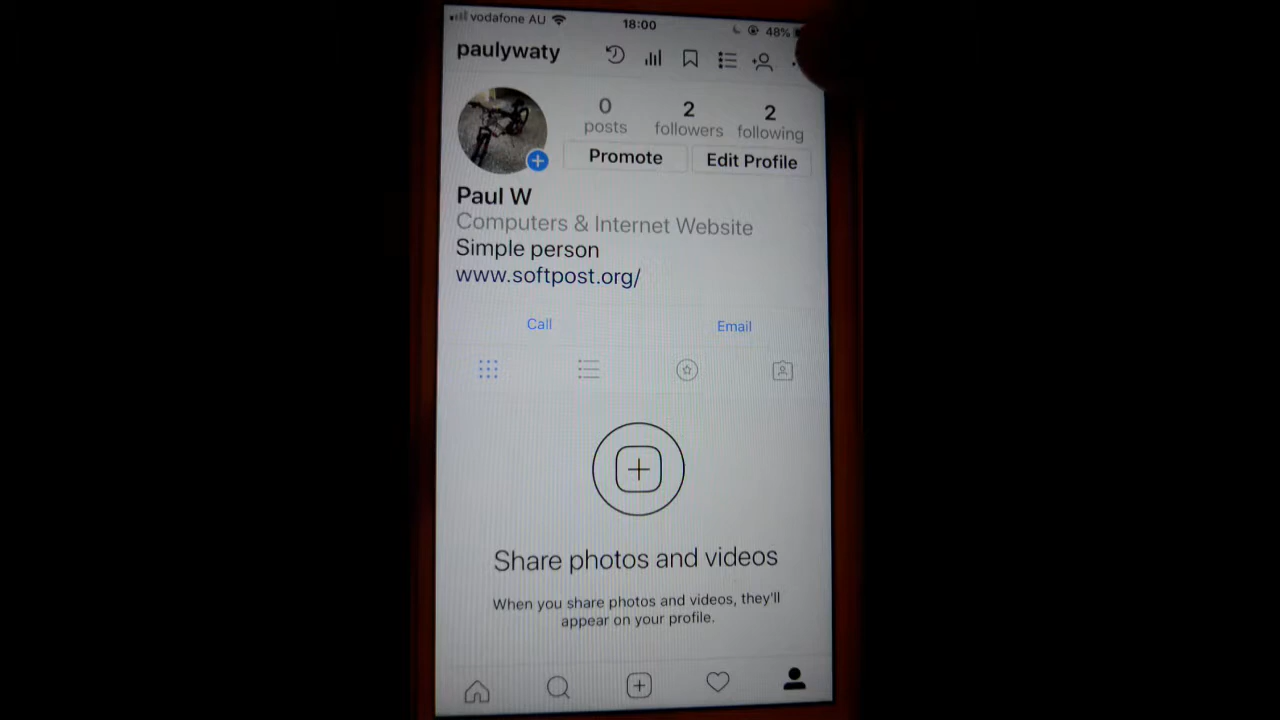 vodafone AU 18:00 48%
paulywaty
0 2 2
posts followers following
Promote Edit Profile
Paul W
Computers & Internet Website
Simple person
www.softpost.org/
Call Email
Share photos and videos
When you share photos and videos, they'll
appear on your profile.